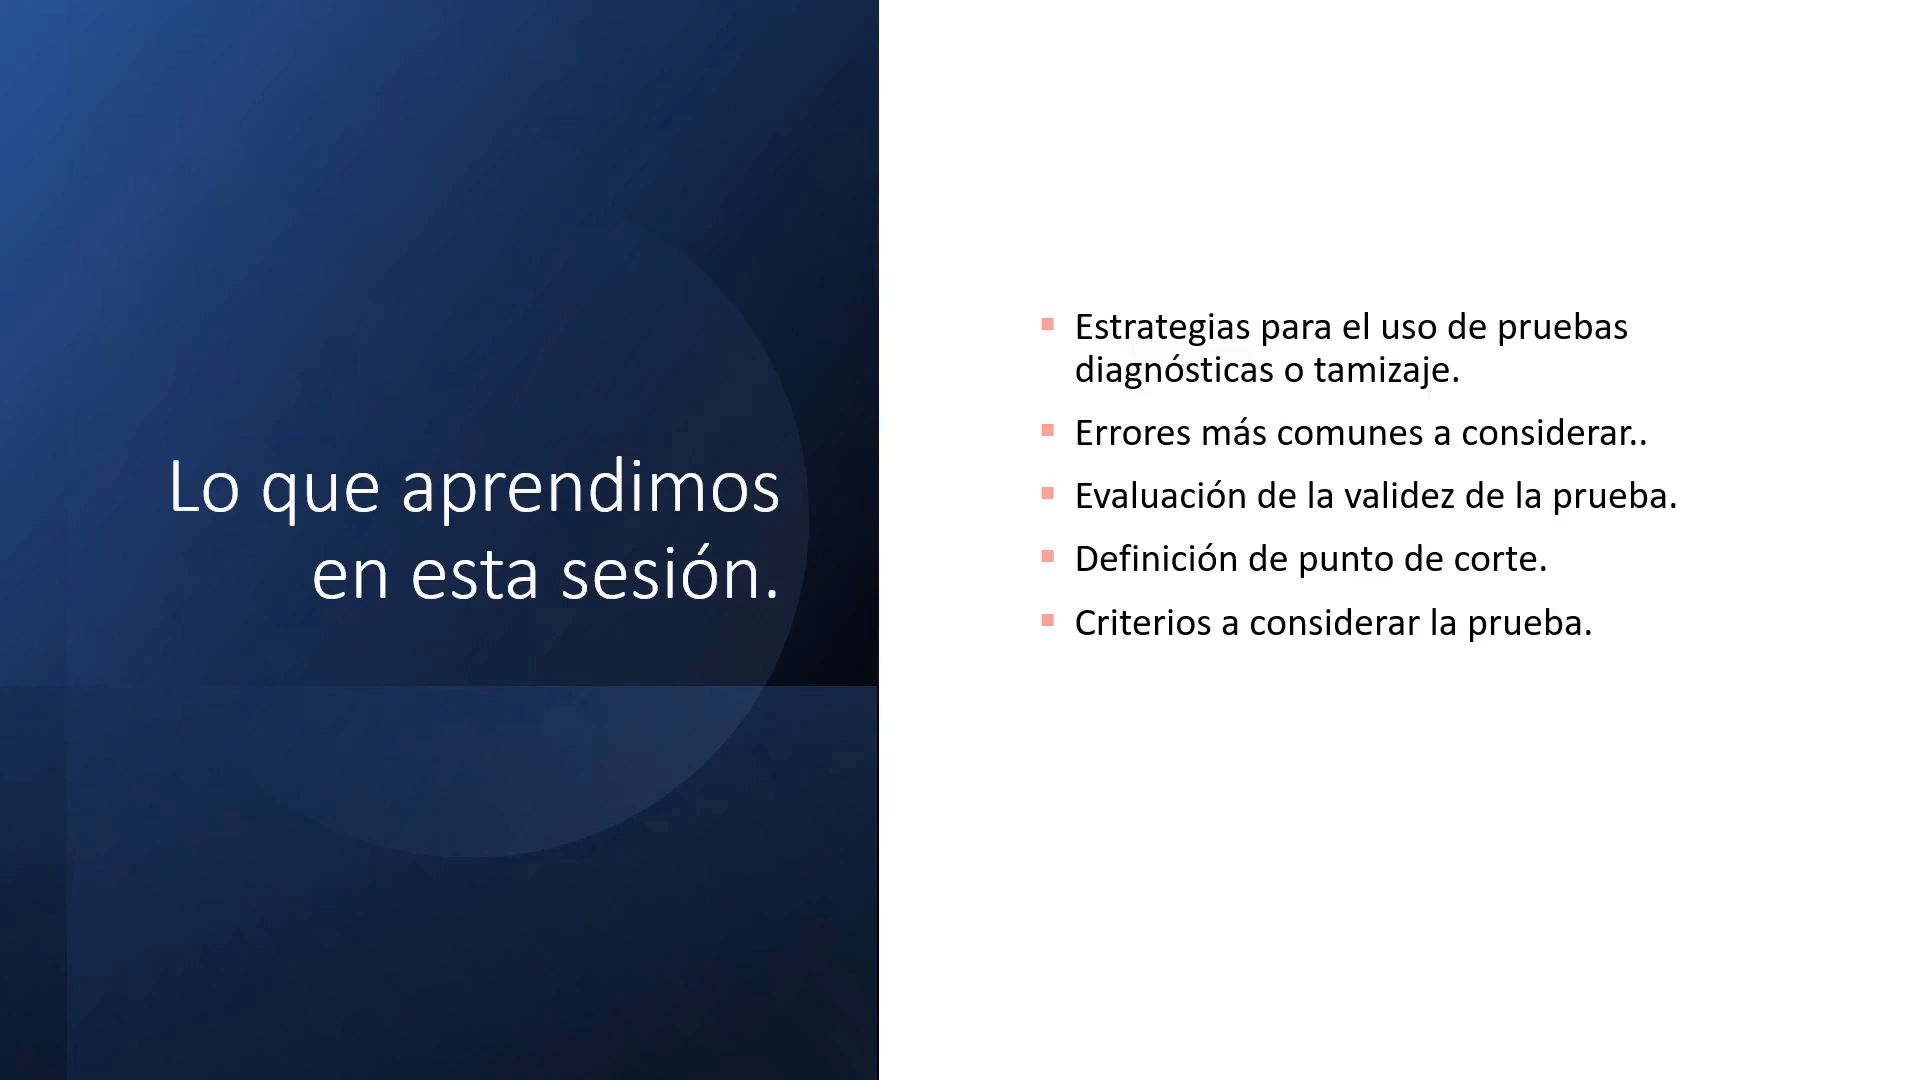 Lo que aprendimos
en esta sesión.
Estrategias para el uso de pruebas
diagnósticas o tamizaje.
Errores más comunes a considerar..
Evaluación de la validez de la prueba.
Definición de punto de corte.
Criterios a considerar la prueba.